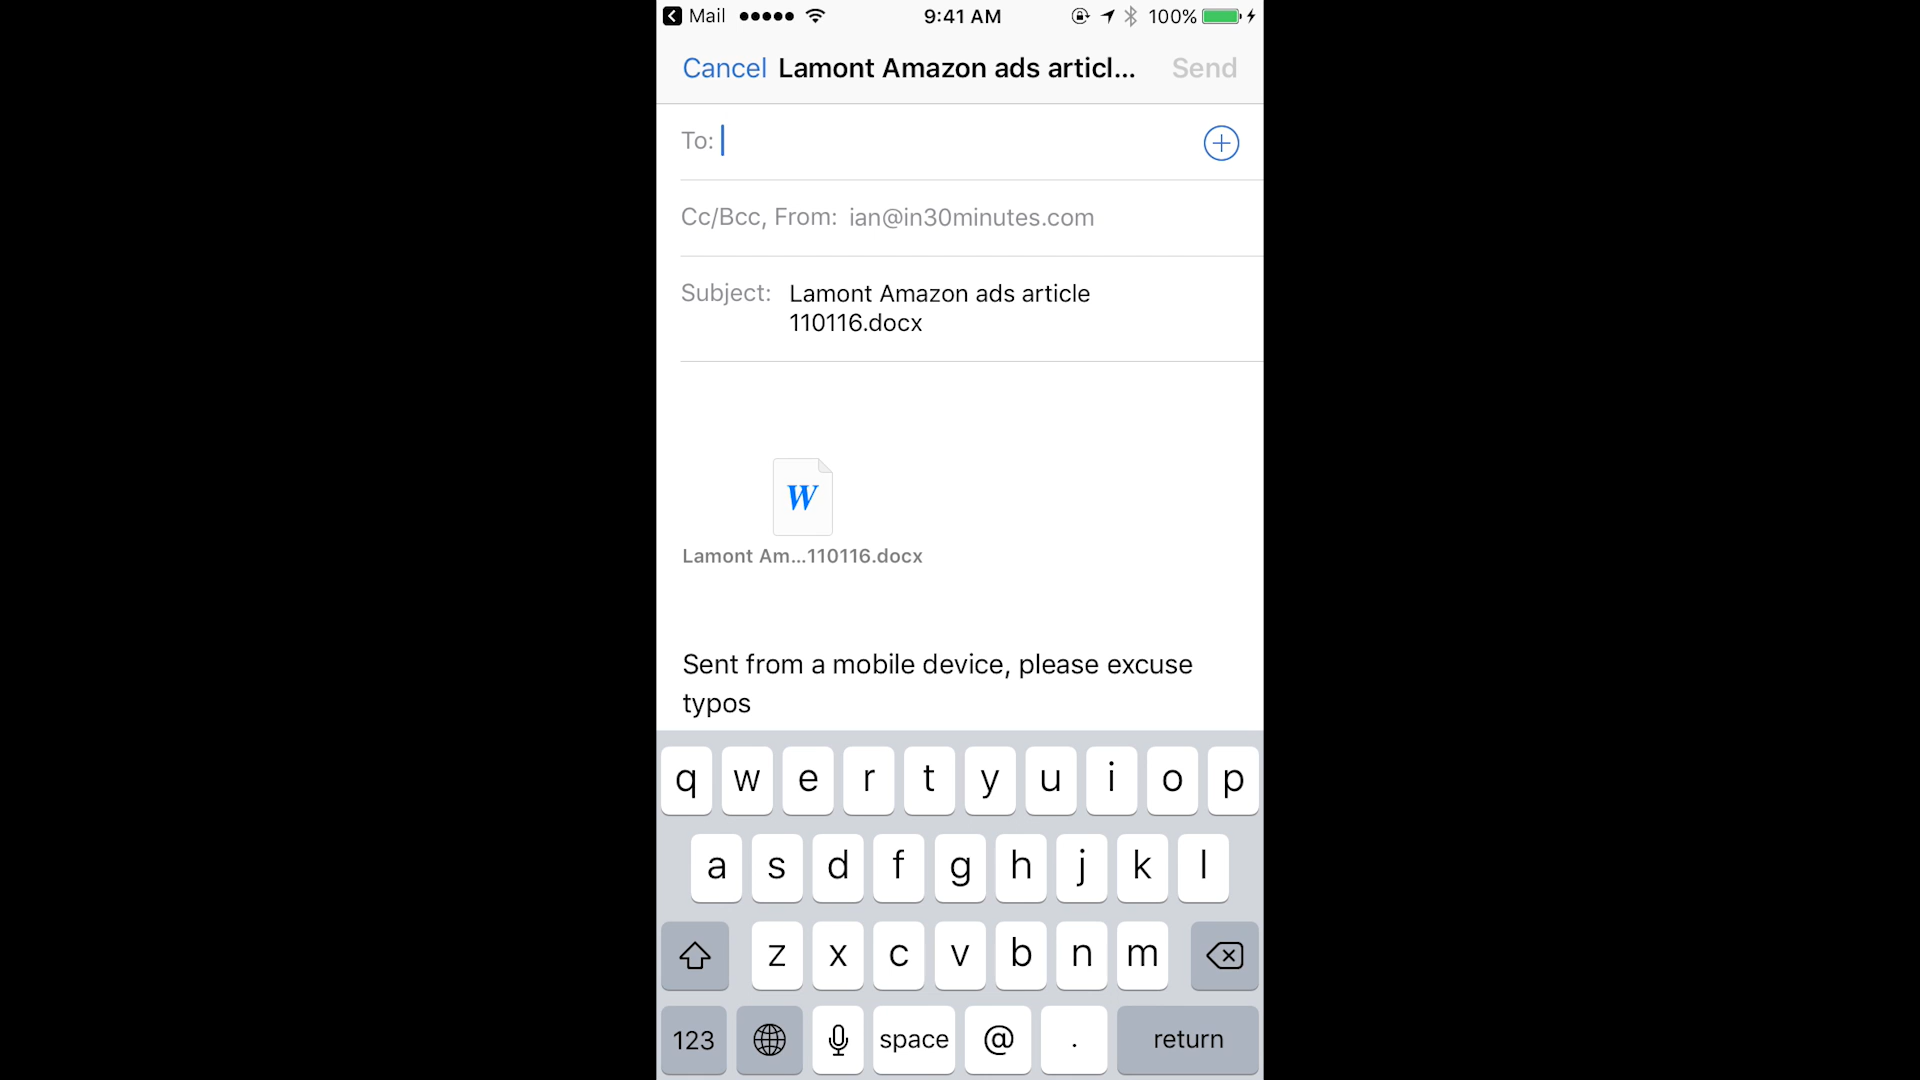 Mail 9:41 AM 100%
Cancel Lamont Amazon ads articl... Send
To:
Cc/Bcc, From: ian@in30minutes.com
Subject: Lamont Amazon ads article
110116.docx
W
Lamont Am...110116.docx
Sent from a mobile device, please excuse
typos
q w e r t y u i o p
a s d f g h j k l
z x c v b n m
123 space @ . return